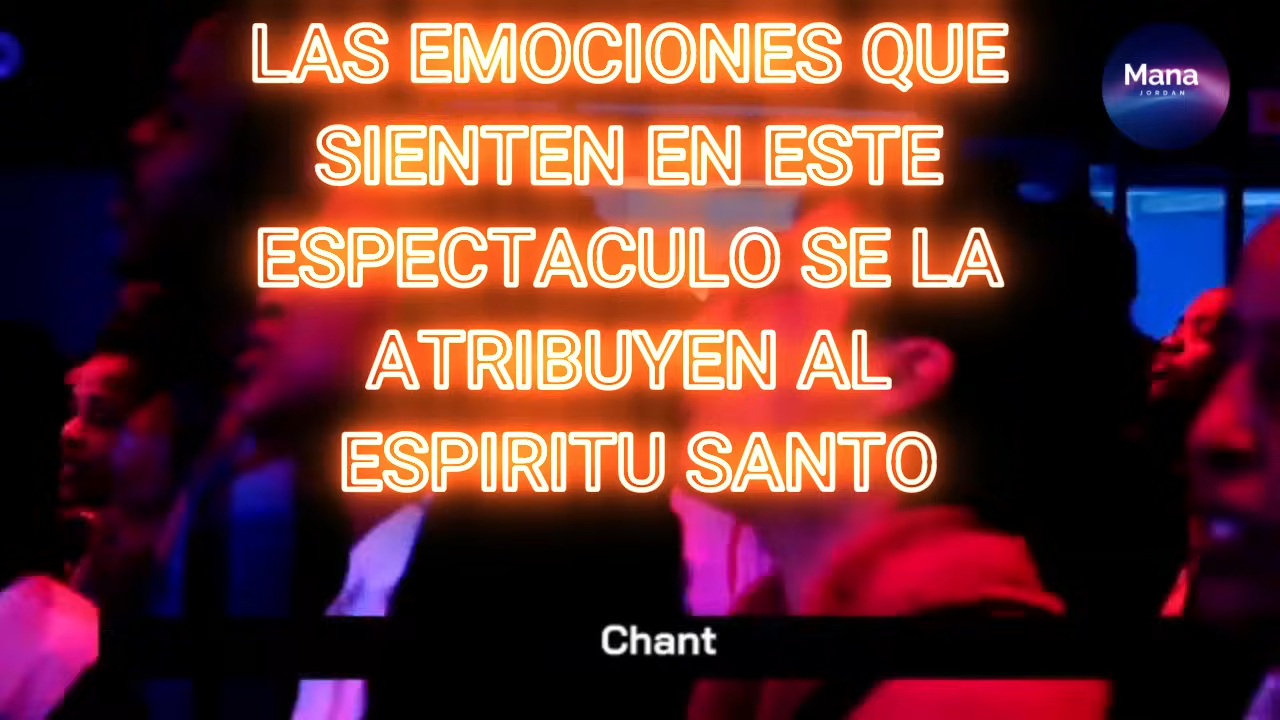 LAS EMOCIONES QUE
SIENTEN EN ESTE
ESPECTACULO SE LA
ATRIBUYEN AL
ESPIRITU SANTO
Mana
JORDAN
Chant